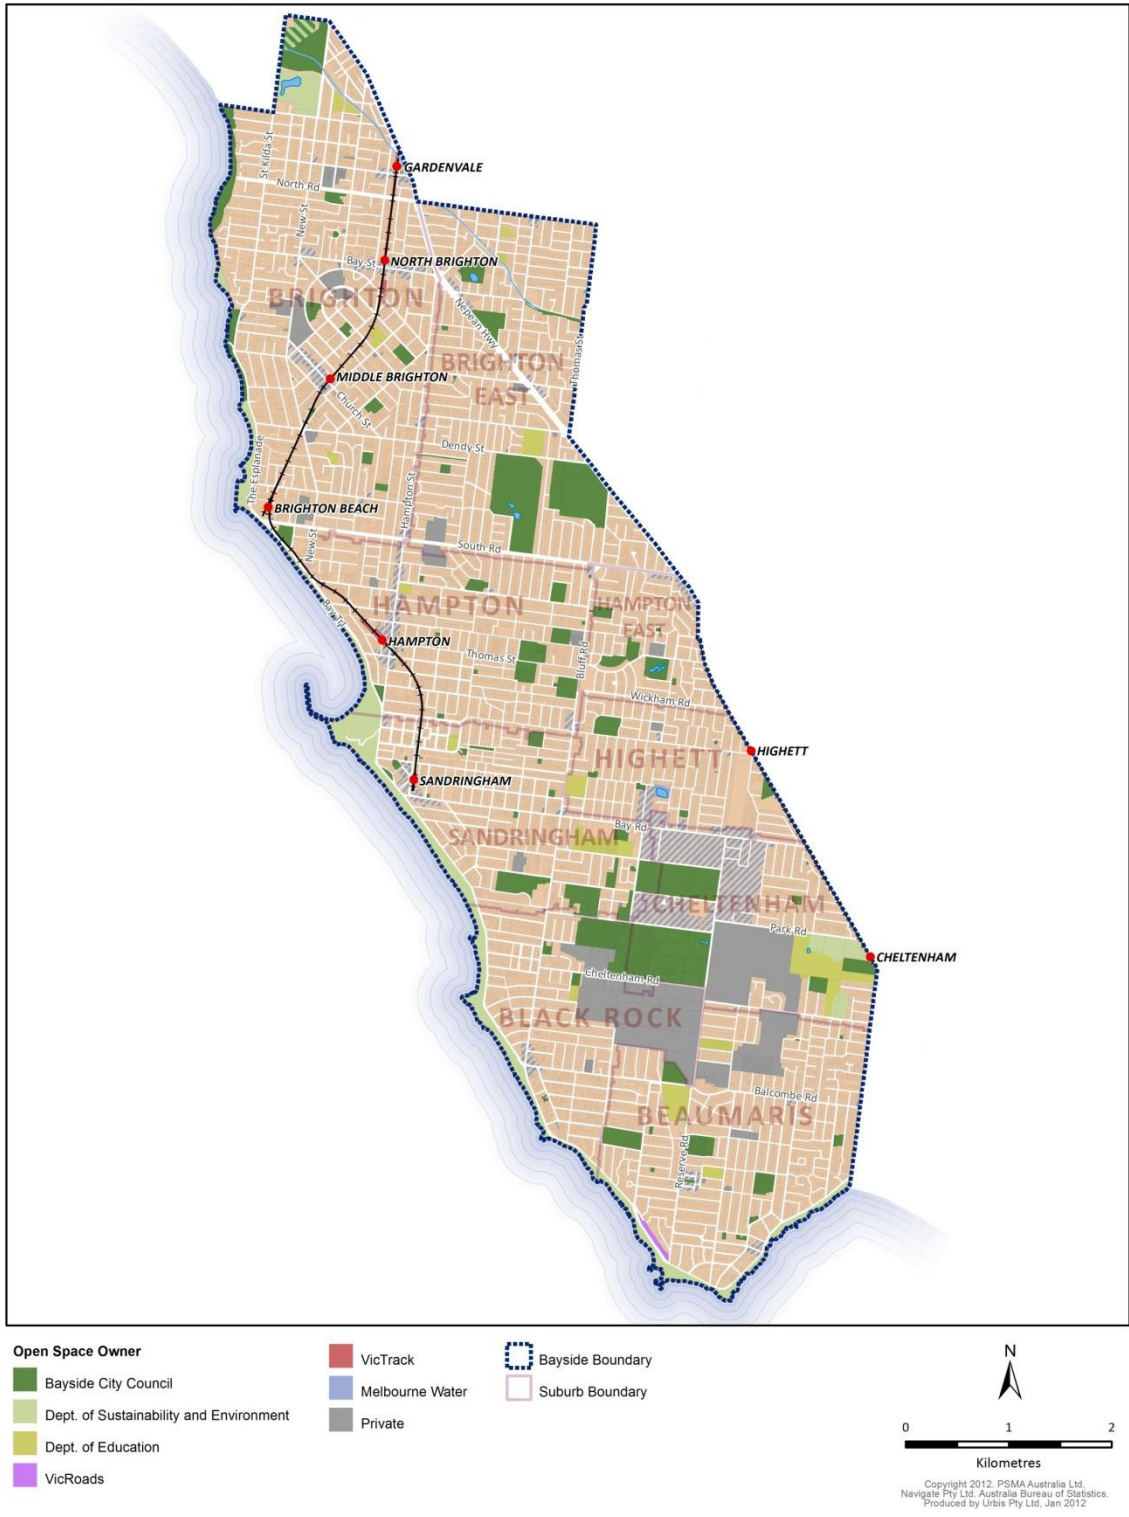 GARDENVALE
St Kilda St
North Rd
New St
Bay St
NORTH BRIGHTON
BRIGHTON
Nepean Hwy
BRIGHTON
EAST
Thomas St
MIDDLE BRIGHTON
Church St
Dendy St
The Esplanade
Hampton St
BRIGHTON BEACH
New St
South Rd
HAMPTON
HAMPTON
EAST
Bay Trl
HAMPTON
Thomas St
Bluff Rd
Wickham Rd
HIGHETT
HIGHETT
SANDRINGHAM
Bay Rd
SANDRINGHAM
CHELTENHAM
Park Rd
CHELTENHAM
Cheltenham Rd
BLACK ROCK
Balcombe Rd
BEAUMARIS
Reserve Rd
Open Space Owner
Bayside City Council
Dept. of Sustainability and Environment
Dept. of Education
VicRoads
VicTrack
Melbourne Water
Private
Bayside Boundary
Suburb Boundary
N
0 1 2
Kilometres
Copyright 2012. PSMA Australia Ltd,
Navigate Pty Ltd. Australia Bureau of Statistics.
Produced by Urbis Pty Ltd, Jan 2012